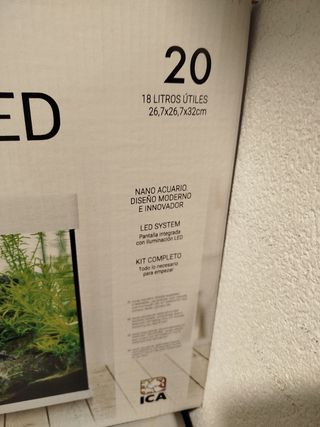 20
18 LITROS ÚTILES
26,7x26,7x32cm
ED
NANO ACUARIO.
DISEÑO MODERNO
E INNOVADOR
LED SYSTEM
Pantalla integrada
con iluminación LED
KIT COMPLETO
Todo lo necesario
para empezar
ICA